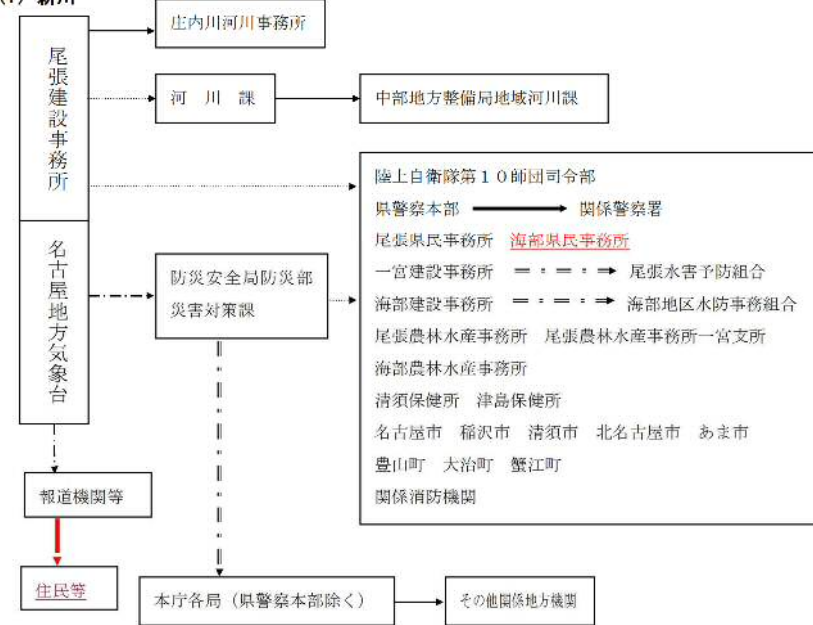 尾張建設事務所
名古屋地方気象台
庄内川河川事務所
河川課
中部地方整備局地域河川課
防災安全局防災部
災害対策課
陸上自衛隊第１０師団司令部
県警察本部 関係警察署
尾張県民事務所 海部県民事務所
一宮建設事務所 尾張水害予防組合
海部建設事務所 海部地区水防事務組合
尾張農林水産事務所 尾張農林水産事務所一宮支所
海部農林水産事務所
清須保健所 津島保健所
名古屋市 稲沢市 清須市 北名古屋市 あま市
豊山町 大治町 蟹江町
関係消防機関
報道機関等
住民等
本庁各局（県警察本部除く）
その他関係地方機関